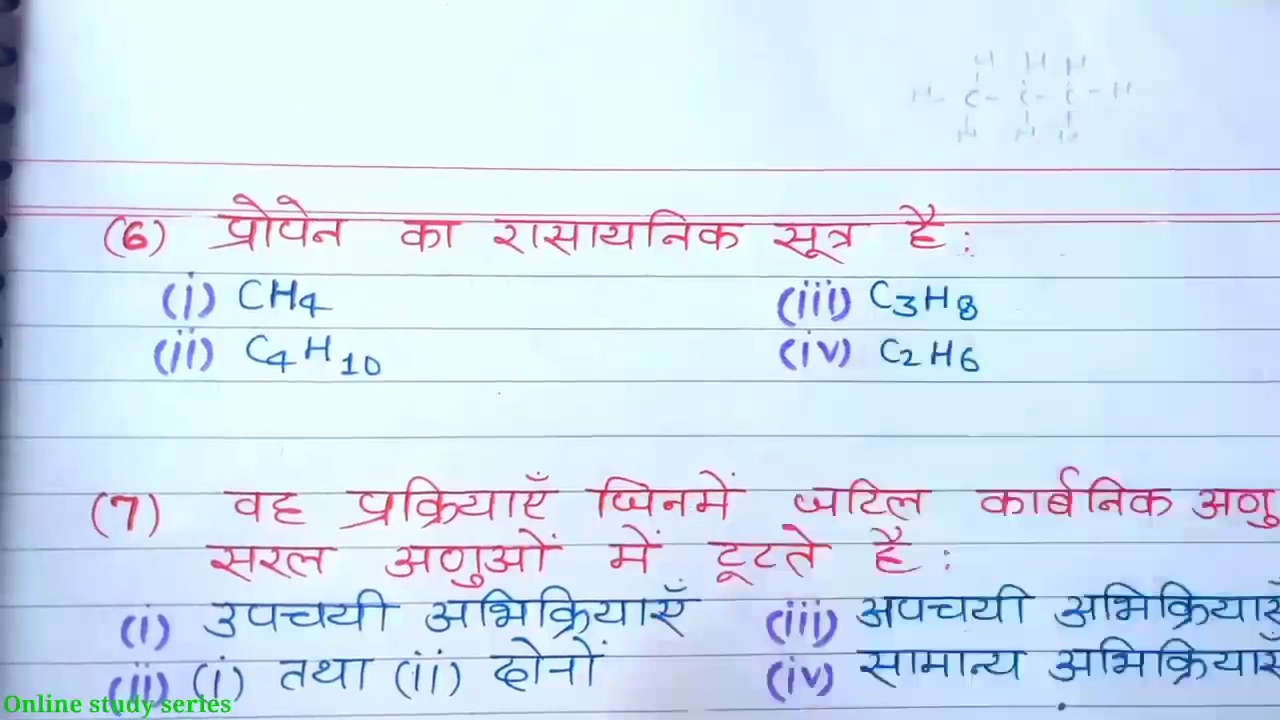 H H H
H - C - C - C - H
H H H
(6) प्रोपेन का रासायनिक सूत्र है :
(i) CH4 (iii) C3H8
(ii) C4H10 (iv) C2H6
(7) वह प्रक्रियाएँ जिनमें जटिल कार्बनिक अणु
सरल अणुओं में टूटते है :
(i) उपचयी अभिक्रियाएँ (iii) अपचयी अभिक्रियाएँ
(ii) (i) तथा (ii) दोनों (iv) सामान्य अभिक्रियाएँ
Online study series